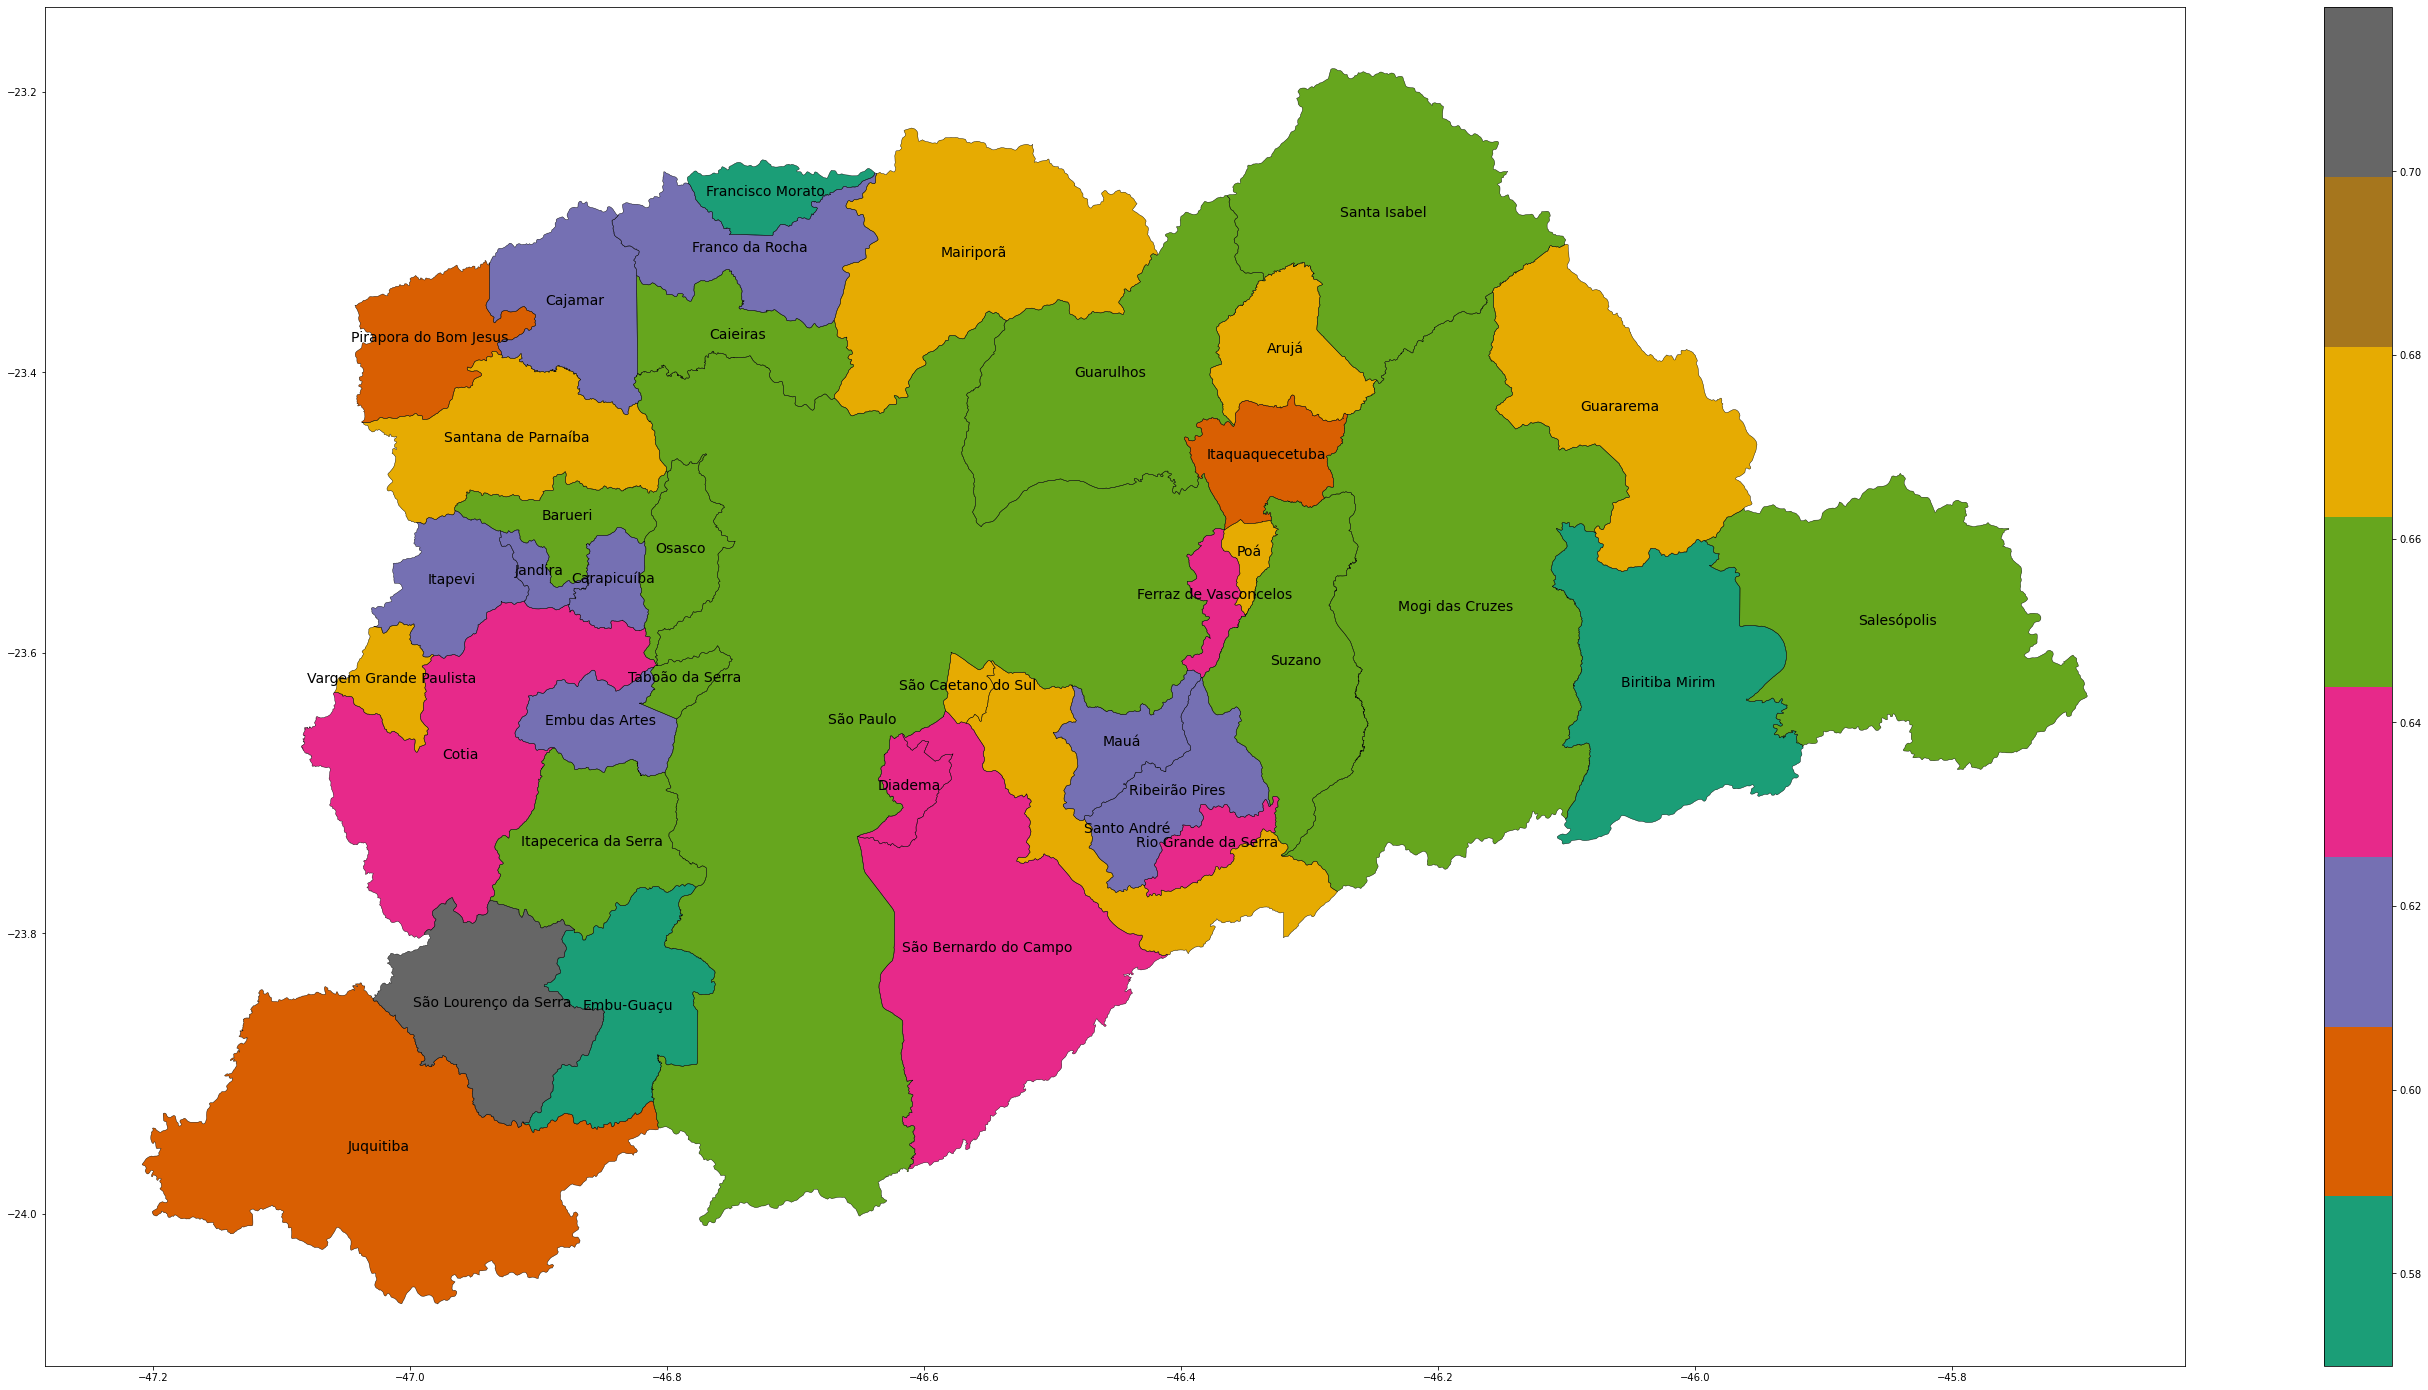 −23.2
−23.4
−23.6
−23.8
−24.0
Santa Isabel
Francisco Morato
Franco da Rocha
Mairiporã
Cajamar
Pirapora do Bom Jesus
Caieiras
Arujá
Guarulhos
Guararema
Santana de Parnaíba
Itaquaquecetuba
Barueri
Osasco
Poá
Jandira
Itapevi
Carapicuíba
Ferraz de Vasconcelos
Mogi das Cruzes
Salesópolis
Suzano
Vargem Grande Paulista
Taboão da Serra
São Caetano do Sul
Biritiba Mirim
Embu das Artes
São Paulo
Mauá
Cotia
Diadema
Ribeirão Pires
Santo André
Itapecerica da Serra
Rio Grande da Serra
São Bernardo do Campo
São Lourenço da Serra
Embu-Guaçu
Juquitiba
−47.2
−47.0
−46.8
−46.6
−46.4
−46.2
−46.0
−45.8
0.70
0.68
0.66
0.64
0.62
0.60
0.58